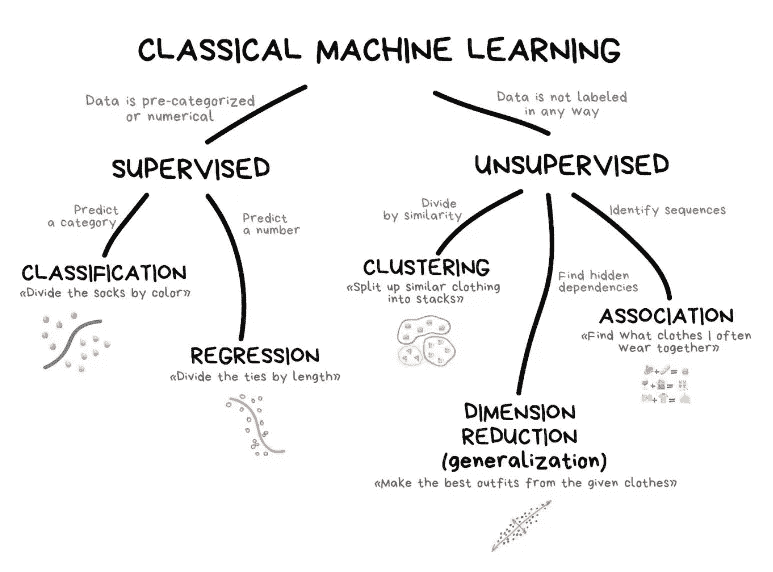 CLASSICAL MACHINE LEARNING
Data is pre-categorized
or numerical
Data is not labeled
in any way
SUPERVISED
UNSUPERVISED
Predict
a category
Predict
a number
Divide
by similarity
Identify sequences
CLASSIFICATION
«Divide the socks by color»
CLUSTERING
«Split up similar clothing
into stacks»
Find hidden
dependencies
ASSOCIATION
«Find what clothes I often
wear together»
REGRESSION
«Divide the ties by length»
DIMENSION
REDUCTION
(generalization)
«Make the best outfits from the given clothes»